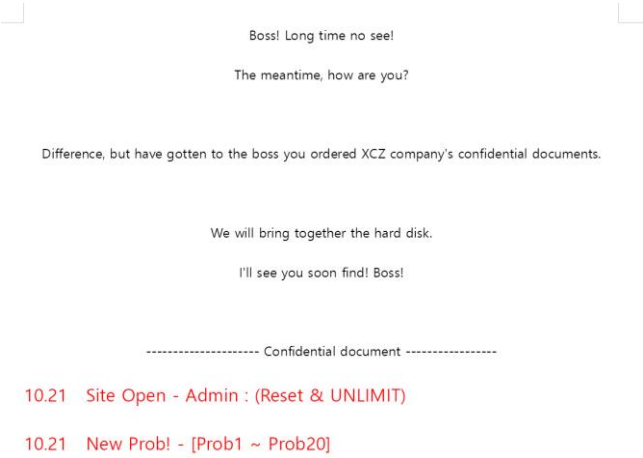 Boss! Long time no see!
The meantime, how are you?
Difference, but have gotten to the boss you ordered XCZ company's confidential documents.
We will bring together the hard disk.
I'll see you soon find! Boss!
--------------------- Confidential document -----------------
10.21 Site Open - Admin : (Reset & UNLIMIT)
10.21 New Prob! - [Prob1 ~ Prob20]